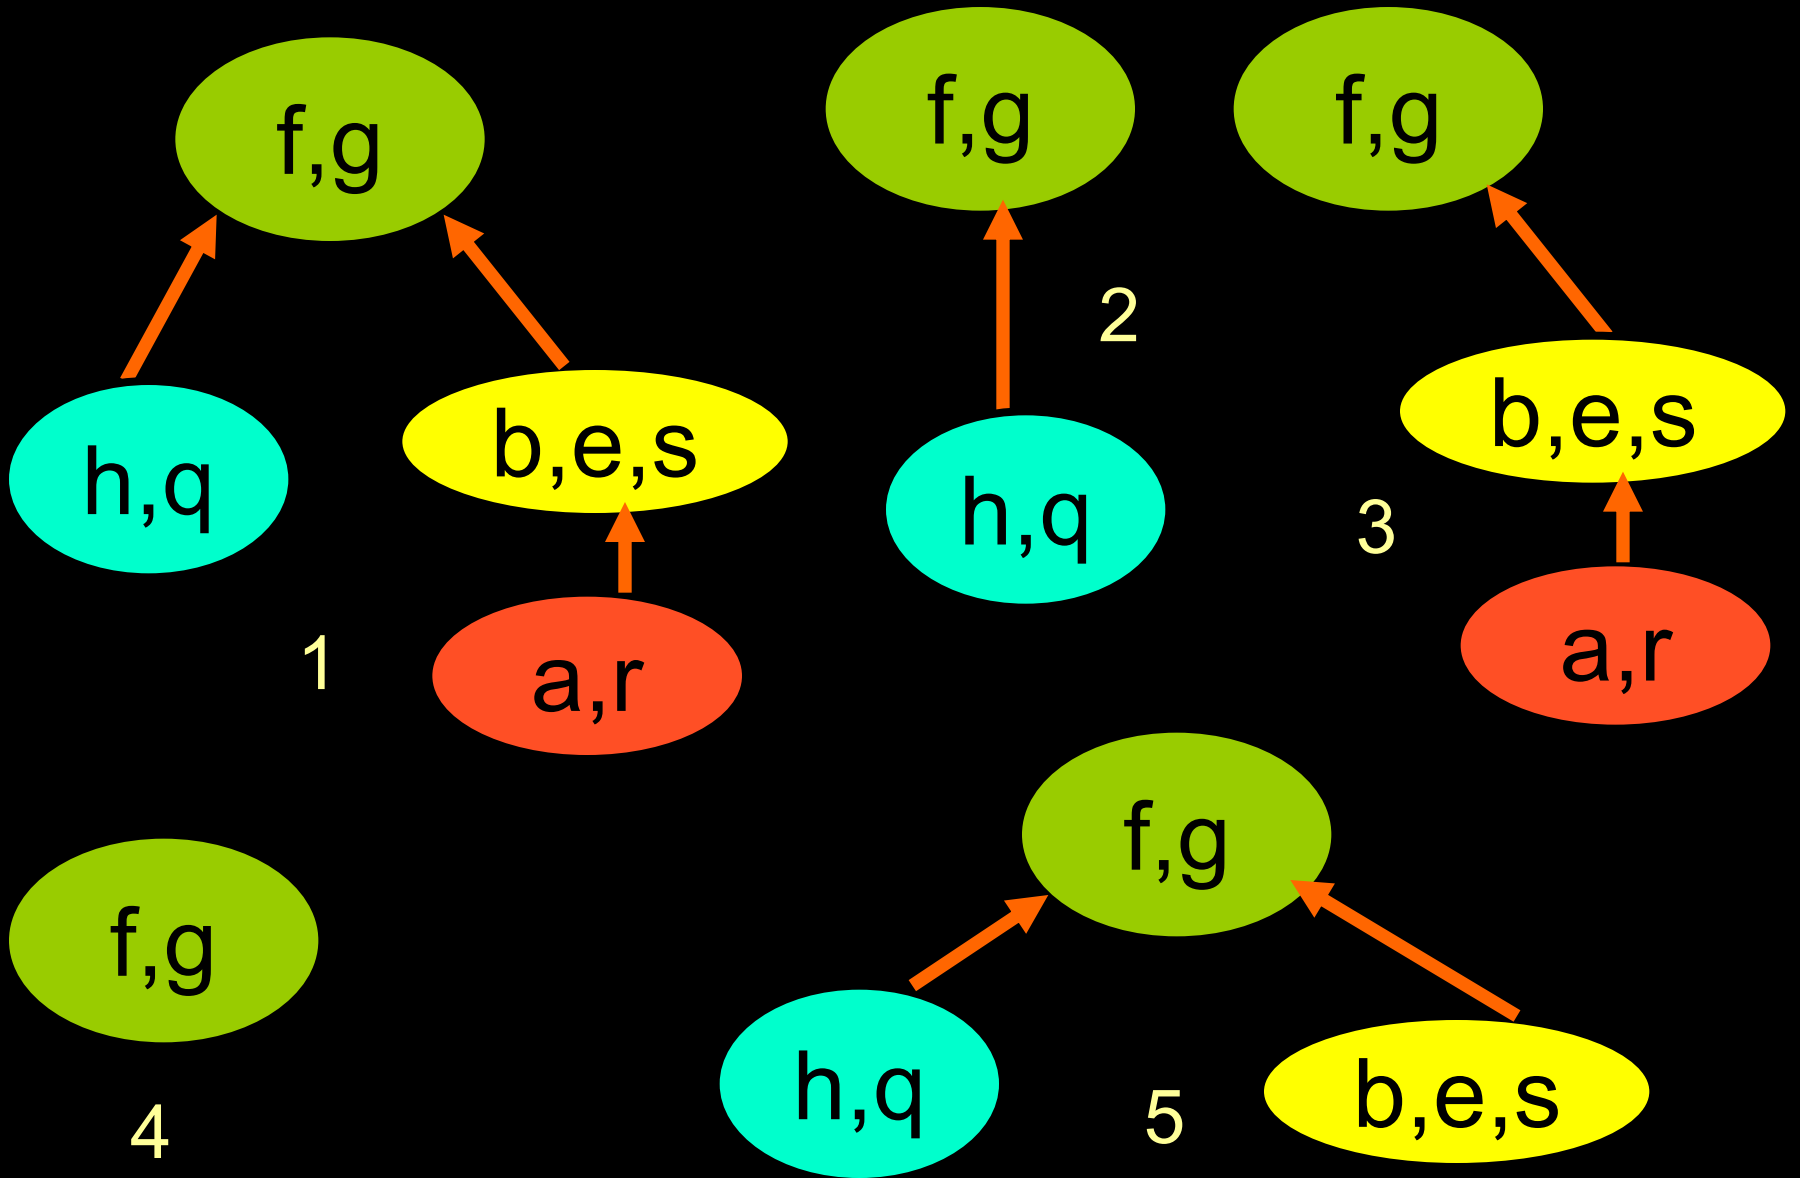 f,g
h,q
b,e,s
a,r
1
f,g
h,q
2
f,g
b,e,s
a,r
3
f,g
4
f,g
h,q
b,e,s
5